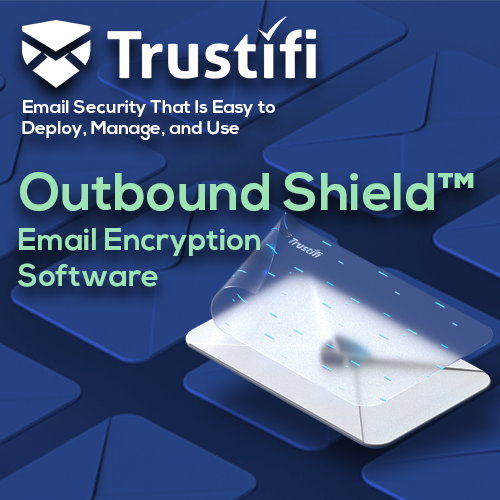 Trustifi
Email Security That Is Easy to
Deploy, Manage, and Use
Outbound Shield™
Email Encryption
Software
Trustifi